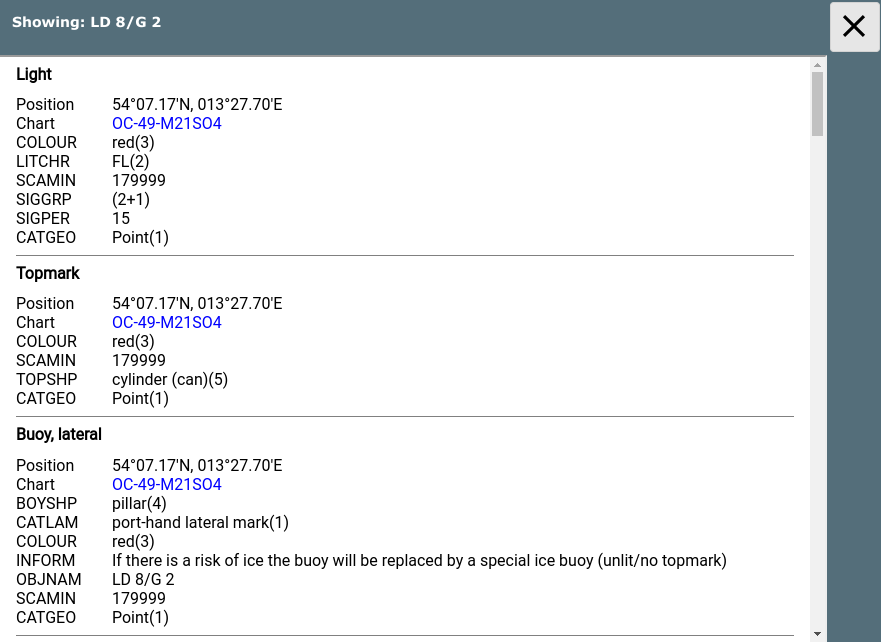 Showing: LD 8/G 2
Light
Position 54°07.17'N, 013°27.70'E
Chart OC-49-M21SO4
COLOUR red(3)
LITCHR FL(2)
SCAMIN 179999
SIGGRP (2+1)
SIGPER 15
CATGEO Point(1)
Topmark
Position 54°07.17'N, 013°27.70'E
Chart OC-49-M21SO4
COLOUR red(3)
SCAMIN 179999
TOPSHP cylinder (can)(5)
CATGEO Point(1)
Buoy, lateral
Position 54°07.17'N, 013°27.70'E
Chart OC-49-M21SO4
BOYSHP pillar(4)
CATLAM port-hand lateral mark(1)
COLOUR red(3)
INFORM If there is a risk of ice the buoy will be replaced by a special ice buoy (unlit/no topmark)
OBJNAM LD 8/G 2
SCAMIN 179999
CATGEO Point(1)